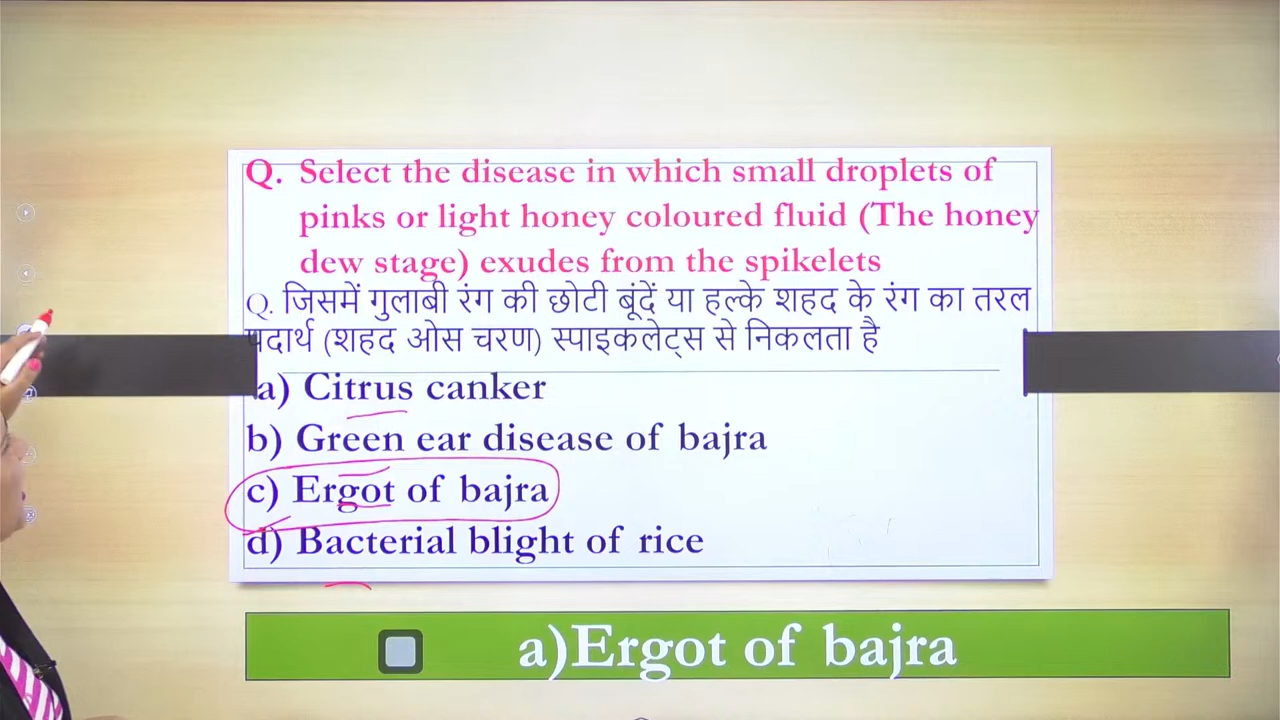 Q. Select the disease in which small droplets of
pinks or light honey coloured fluid (The honey
dew stage) exudes from the spikelets
Q. जिसमें गुलाबी रंग की छोटी बूंदें या हल्के शहद के रंग का तरल
पदार्थ (शहद ओस चरण) स्पाइकलेट्स से निकलता है
a) Citrus canker
b) Green ear disease of bajra
c) Ergot of bajra
d) Bacterial blight of rice
a)Ergot of bajra